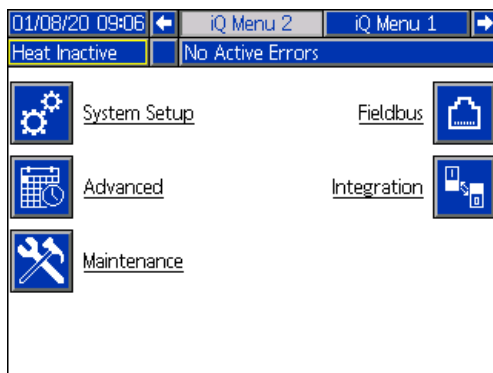 01/08/20 09:06 iQ Menu 2 iQ Menu 1
Heat Inactive No Active Errors
System Setup Fieldbus
Advanced Integration
Maintenance